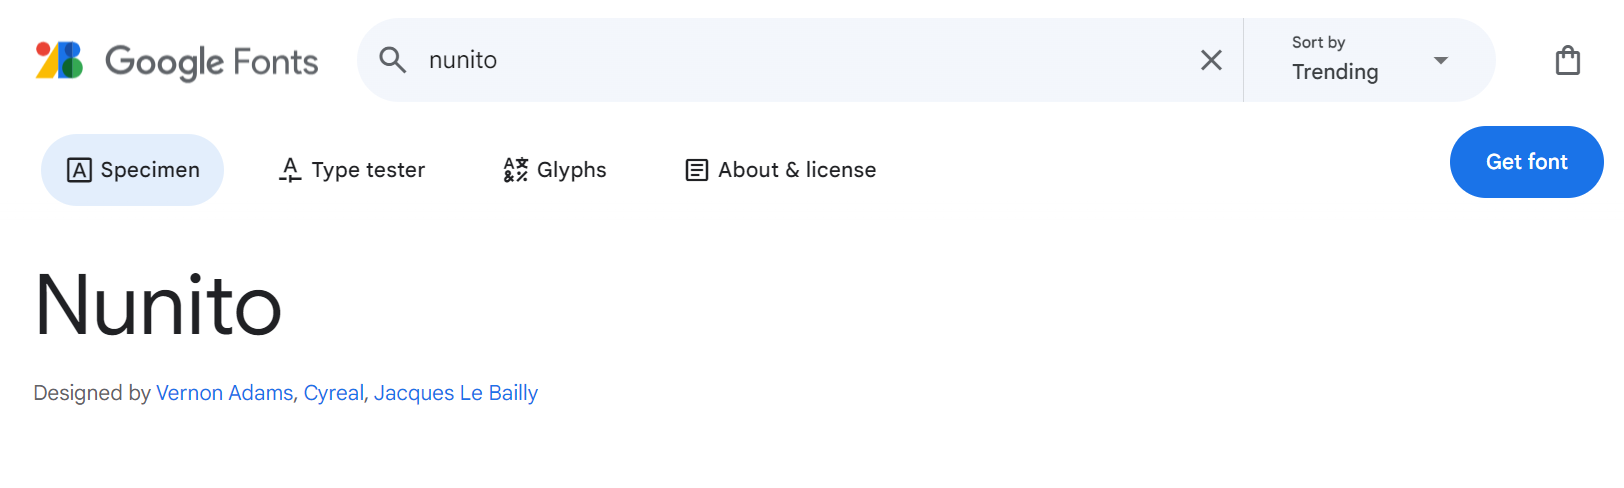 Google Fonts
nunito
Sort by
Trending
Specimen
Type tester
Glyphs
About & license
Get font
Nunito
Designed by Vernon Adams, Cyreal, Jacques Le Bailly